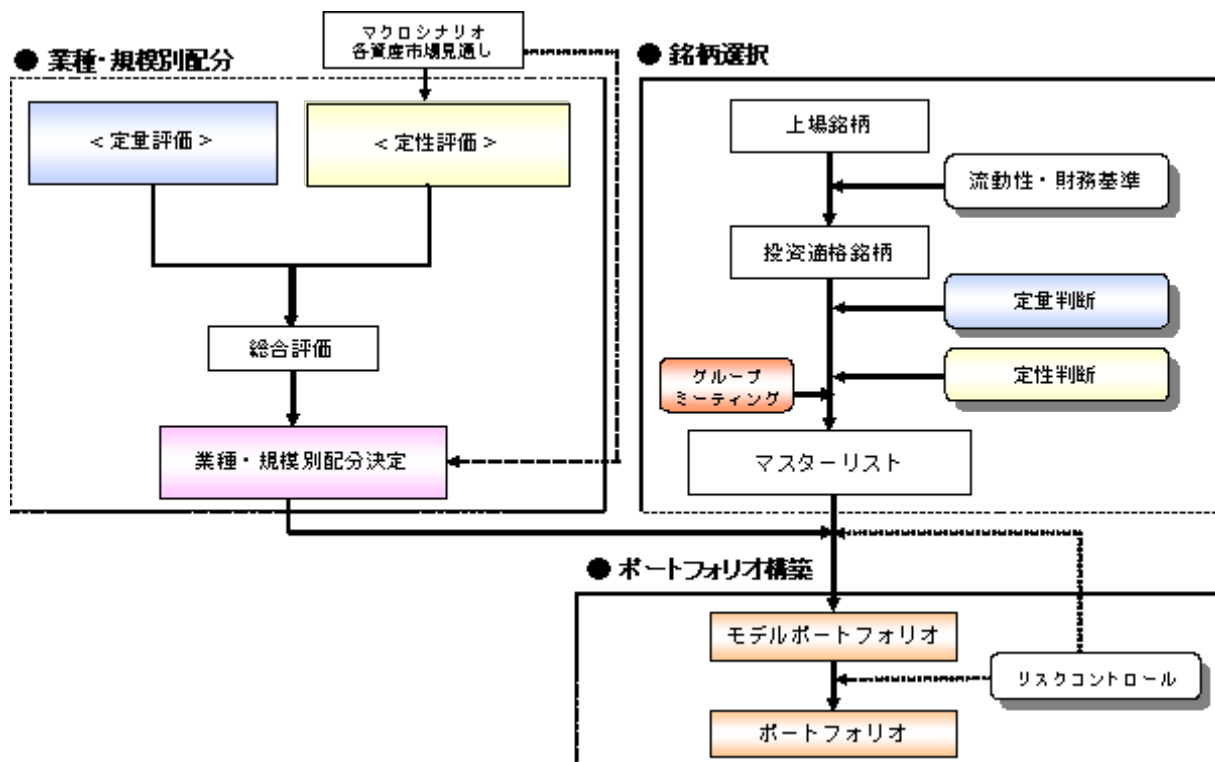 マクロシナリオ
各資産市場見通し
● 業種・規模別配分
＜定量評価＞
＜定性評価＞
総合評価
業種・規模別配分決定
● 銘柄選択
上場銘柄
流動性・財務基準
投資適格銘柄
定量判断
定性判断
グループ
ミーティング
マスターリスト
● ポートフォリオ構築
モデルポートフォリオ
リスクコントロール
ポートフォリオ